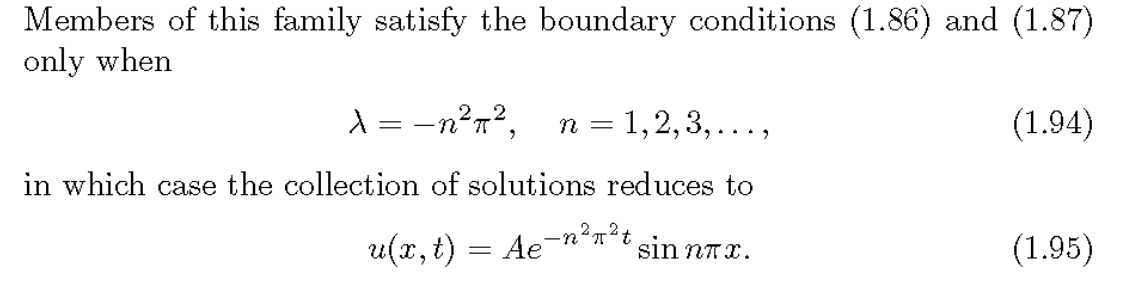 Members of this family satisfy the boundary conditions (1.86) and (1.87)
only when
λ = −n²π², n = 1, 2, 3, . . . , (1.94)
in which case the collection of solutions reduces to
u(x, t) = Ae^{−n²π²t} sin nπx. (1.95)